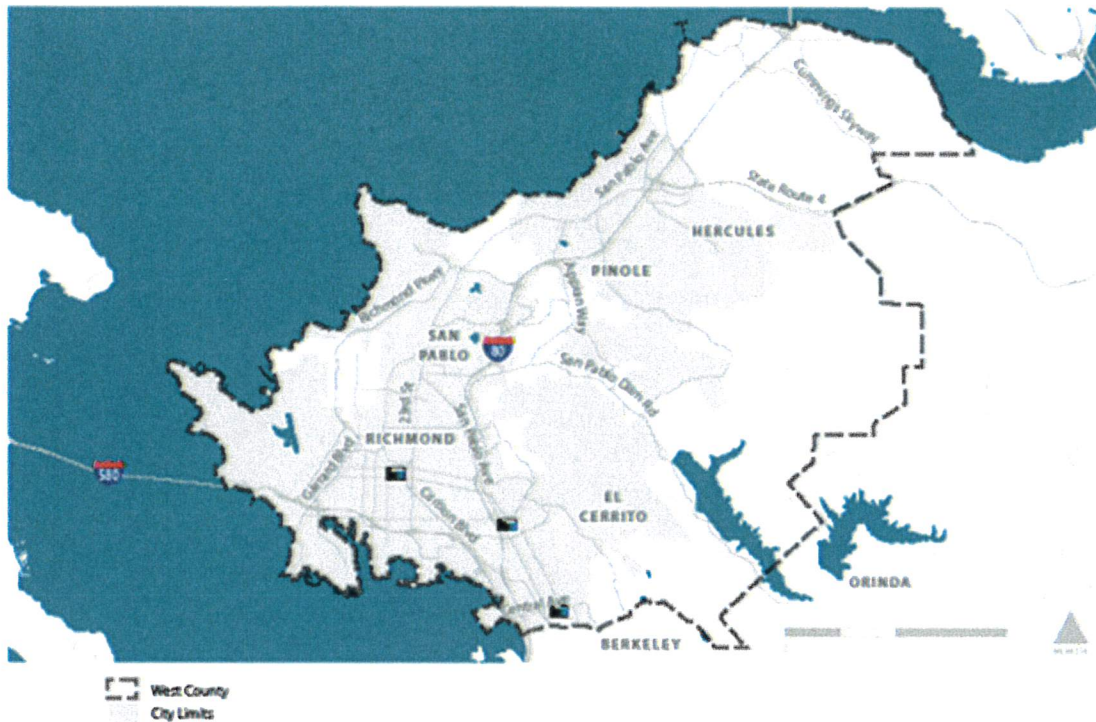 Cummings Skyway
San Pablo Ave
State Route 4
HERCULES
PINOLE
Appian Way
Richmond Pkwy
SAN
PABLO
80
San Pablo Dam Rd
23rd St
San Pablo Ave
RICHMOND
Garrard Blvd
580
Carlson Blvd
EL
CERRITO
ORINDA
Central Ave
BERKELEY
West County
City Limits